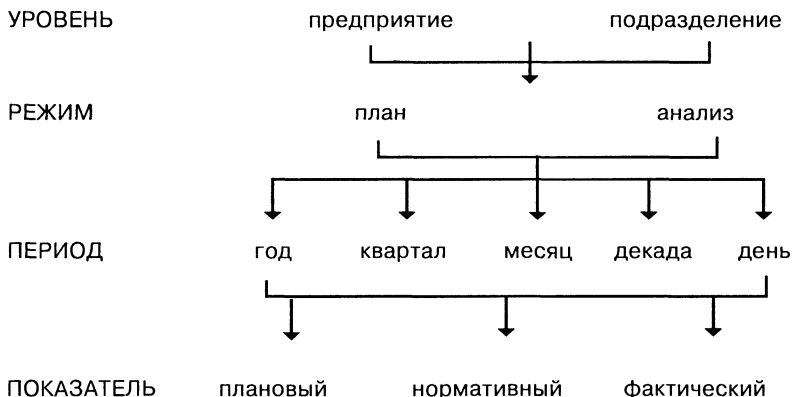 УРОВЕНЬ предприятие подразделение
РЕЖИМ план анализ
ПЕРИОД год квартал месяц декада день
ПОКАЗАТЕЛЬ плановый нормативный фактический